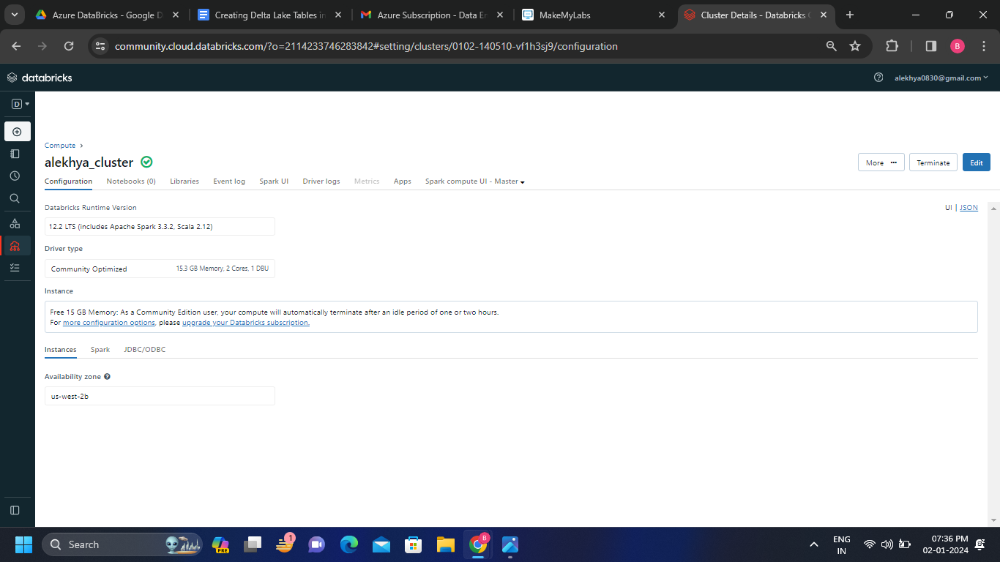 Azure DataBricks - Google D
Creating Delta Lake Tables in
Azure Subscription - Data En
MakeMyLabs
Cluster Details - Databricks C
community.cloud.databricks.com/?o=2114233746283842#setting/clusters/0102-140510-vf1h3sj9/configuration
B
databricks
alekhya0830@gmail.com
D
Compute >
alekhya_cluster
More ··· Terminate Edit
Configuration Notebooks (0) Libraries Event log Spark UI Driver logs Metrics Apps Spark compute UI - Master
Databricks Runtime Version
UI | JSON
12.2 LTS (includes Apache Spark 3.3.2, Scala 2.12)
Driver type
Community Optimized 15.3 GB Memory, 2 Cores, 1 DBU
Instance
Free 15 GB Memory: As a Community Edition user, your compute will automatically terminate after an idle period of one or two hours.
For more configuration options, please upgrade your Databricks subscription.
Instances Spark JDBC/ODBC
Availability zone
us-west-2b
Search
PRE
1
B
ENG
IN
07:36 PM
02-01-2024